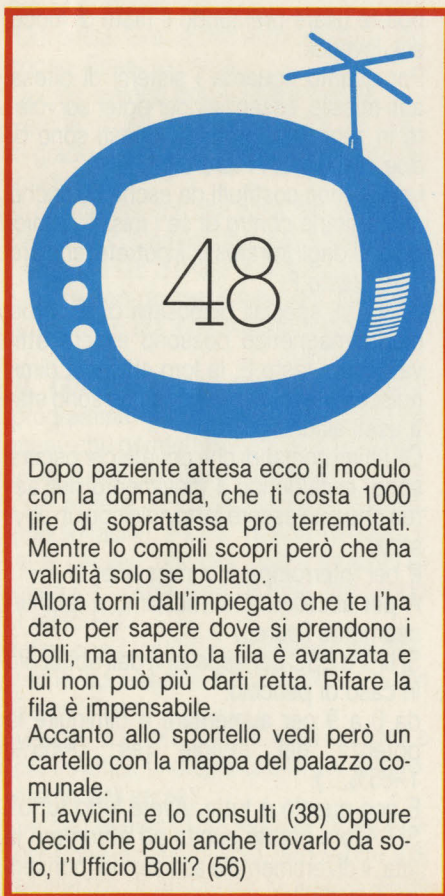 48
Dopo paziente attesa ecco il modulo
con la domanda, che ti costa 1000
lire di soprattassa pro terremotati.
Mentre lo compili scopri però che ha
validità solo se bollato.
Allora torni dall'impiegato che te l'ha
dato per sapere dove si prendono i
bolli, ma intanto la fila è avanzata e
lui non può più darti retta. Rifare la
fila è impensabile.
Accanto allo sportello vedi però un
cartello con la mappa del palazzo co-
munale.
Ti avvicini e lo consulti (38) oppure
decidi che puoi anche trovarlo da so-
lo, l'Ufficio Bolli? (56)